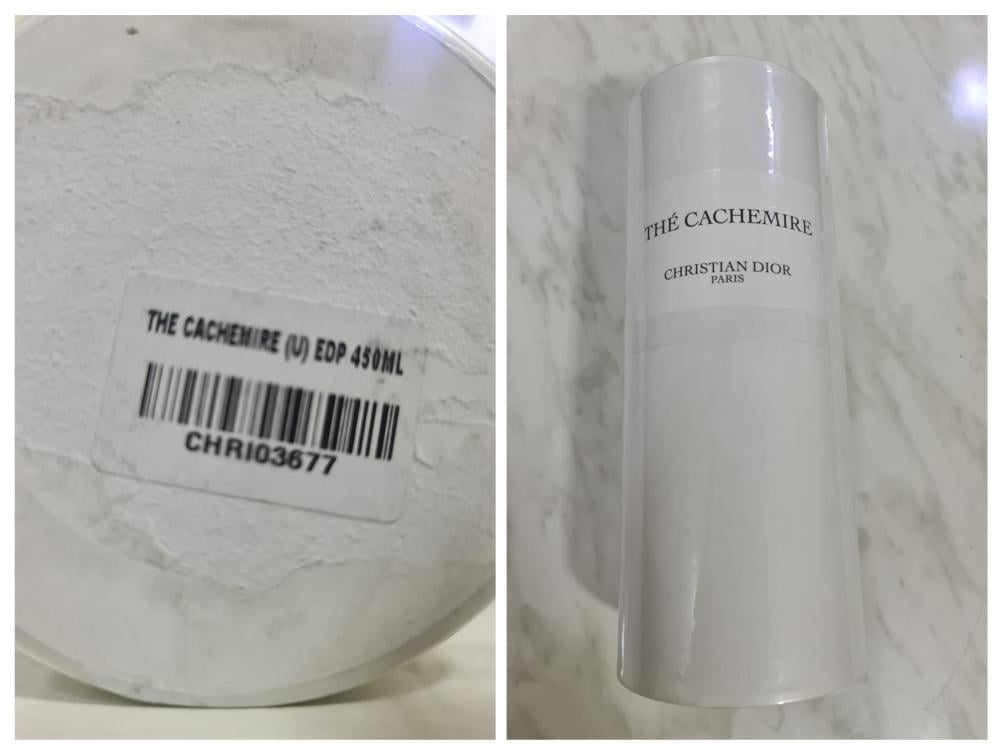 THE CACHEMIRE (U) EDP 450ML
CHRI03677
THÉ CACHEMIRE
CHRISTIAN DIOR
PARIS